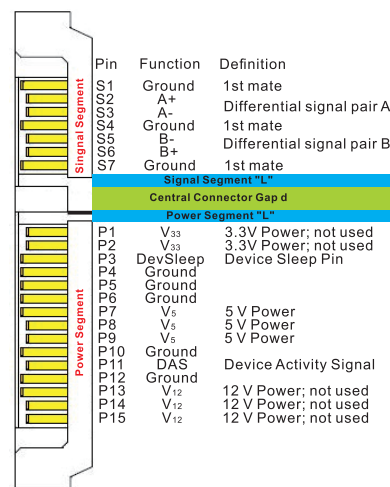 Pin Function Definition
S1 Ground 1st mate
S2 A+ Differential signal pair A
S3 A-
S4 Ground 1st mate
S5 B- Differential signal pair B
S6 B+
S7 Ground 1st mate
Singnal Segment
Signal Segment "L"
Central Connector Gap d
Power Segment "L"
P1 V33 3.3V Power; not used
P2 V33 3.3V Power; not used
P3 DevSleep Device Sleep Pin
P4 Ground
P5 Ground
P6 Ground
P7 V5 5 V Power
P8 V5 5 V Power
P9 V5 5 V Power
P10 Ground
P11 DAS Device Activity Signal
P12 Ground
P13 V12 12 V Power; not used
P14 V12 12 V Power; not used
P15 V12 12 V Power; not used
Power Segment